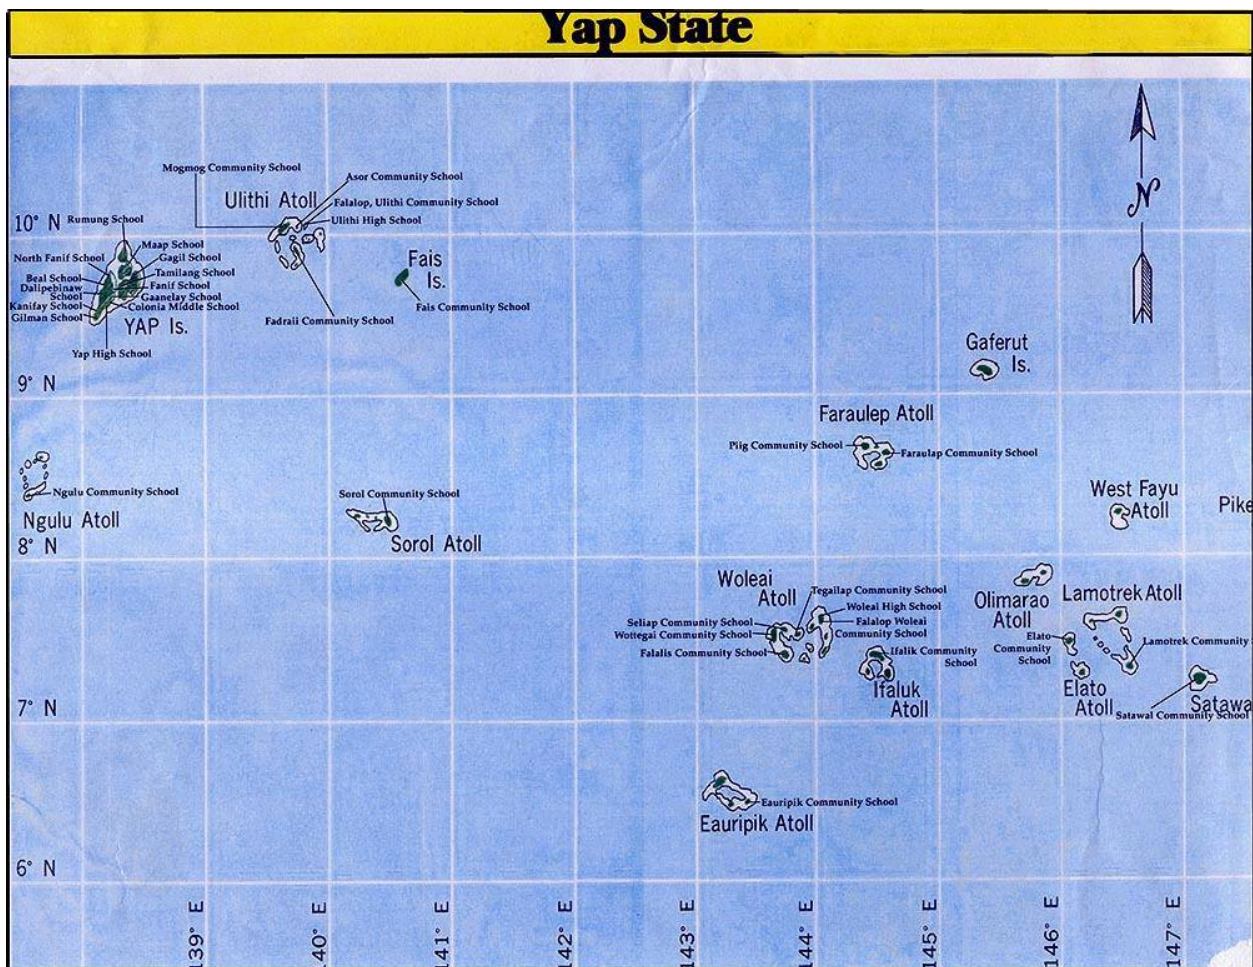 Yap State
Mogmog Community School
Asor Community School
Ulithi Atoll
Falalop, Ulithi Community School
10° N
Rumung School
Ulithi High School
Maap School
North Fanif School
Gagil School
Fais
Is.
Beal School
Tamilang School
Dalipebinaw
School
Fanif School
Gaanelay School
Kanifay School
Colonia Middle School
Fais Community School
Gilman School
YAP Is.
Fadraii Community School
Yap High School
N
Gaferut
Is.
9° N
Faraulep Atoll
Piig Community School
Faraulap Community School
Ngulu Community School
Sorol Community School
West Fayu
Atoll
Pike
Ngulu Atoll
Sorol Atoll
8° N
Woleai
Atoll
Tegailap Community School
Olimarao
Atoll
Lamotrek Atoll
Woleai High School
Seliap Community School
Falalop Woleai
Community School
Wottegai Community School
Elato
Community
School
Lamotrek Community
Falalis Community School
Ifalik Community
School
Ifaluk
Atoll
Elato
Atoll
Satawa
Satawal Community School
7° N
Eauripik Community School
Eauripik Atoll
6° N
139° E
140° E
141° E
142° E
143° E
144° E
145° E
146° E
147° E